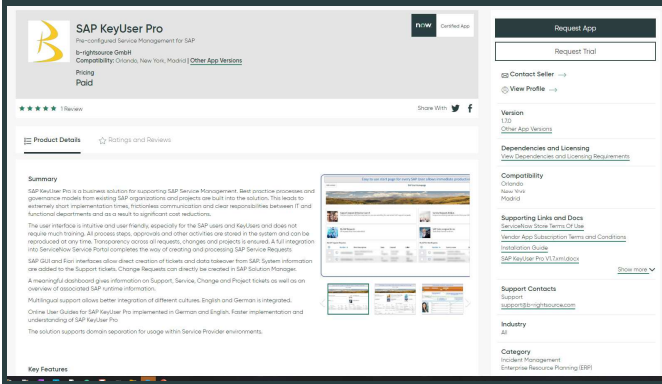 SAP KeyUser Pro
Pre-configured Service Management for SAP
b-rightsource GmbH
Compatibility: Orlando, New York, Madrid | Other App Versions
Pricing
Paid
now
Certified App
1 Review
Share With
Product Details
Ratings and Reviews
Summary
SAP KeyUser Pro is a business solution for supporting SAP Service Management. Best practice processes and
governance models from existing SAP organizations and projects are built into the solution. This leads to
extremely short implementation times, frictionless communication and clear responsibilities between IT and
functional departments and as a result to significant cost reductions.
The user interface is intuitive and user friendly, especially for the SAP users and KeyUsers and does not
require much training. All process steps, approvals and other activities are stored in the system and can be
reproduced at any time. Transparency across all requests, changes and projects is ensured. A full integration
into ServiceNow Service Portal completes the way of creating and processing SAP Service Requests
SAP GUI and Fiori interfaces allow direct creation of tickets and data takeover from SAP. System information
are added to the Support tickets. Change Requests can directly be created in SAP Solution Manager.
A meaningful dashboard gives information on Support, Service, Change and Project tickets as well as an
overview of associated SAP runtime information.
Multilingual support allows better integration of different cultures. English and German is integrated.
Online User Guides for SAP KeyUser Pro implemented in German and English. Faster implementation and
understanding of SAP KeyUser Pro
The solution supports domain separation for usage within Service Provider environments.
Key Features
Request App
Request Trial
Contact Seller
View Profile
Version
1.7.0
Other App Versions
Dependencies and Licensing
View Dependencies and Licensing Requirements
Compatibility
Orlando
New York
Madrid
Supporting Links and Docs
ServiceNow Store Terms Of Use
Vendor App Subscription Terms and Conditions
Installation Guide
SAP KeyUser Pro V1.7.xml.docx
Show more
Support Contacts
Support
support@b-rightsource.com
Industry
All
Category
Incident Management
Enterprise Resource Planning (ERP)